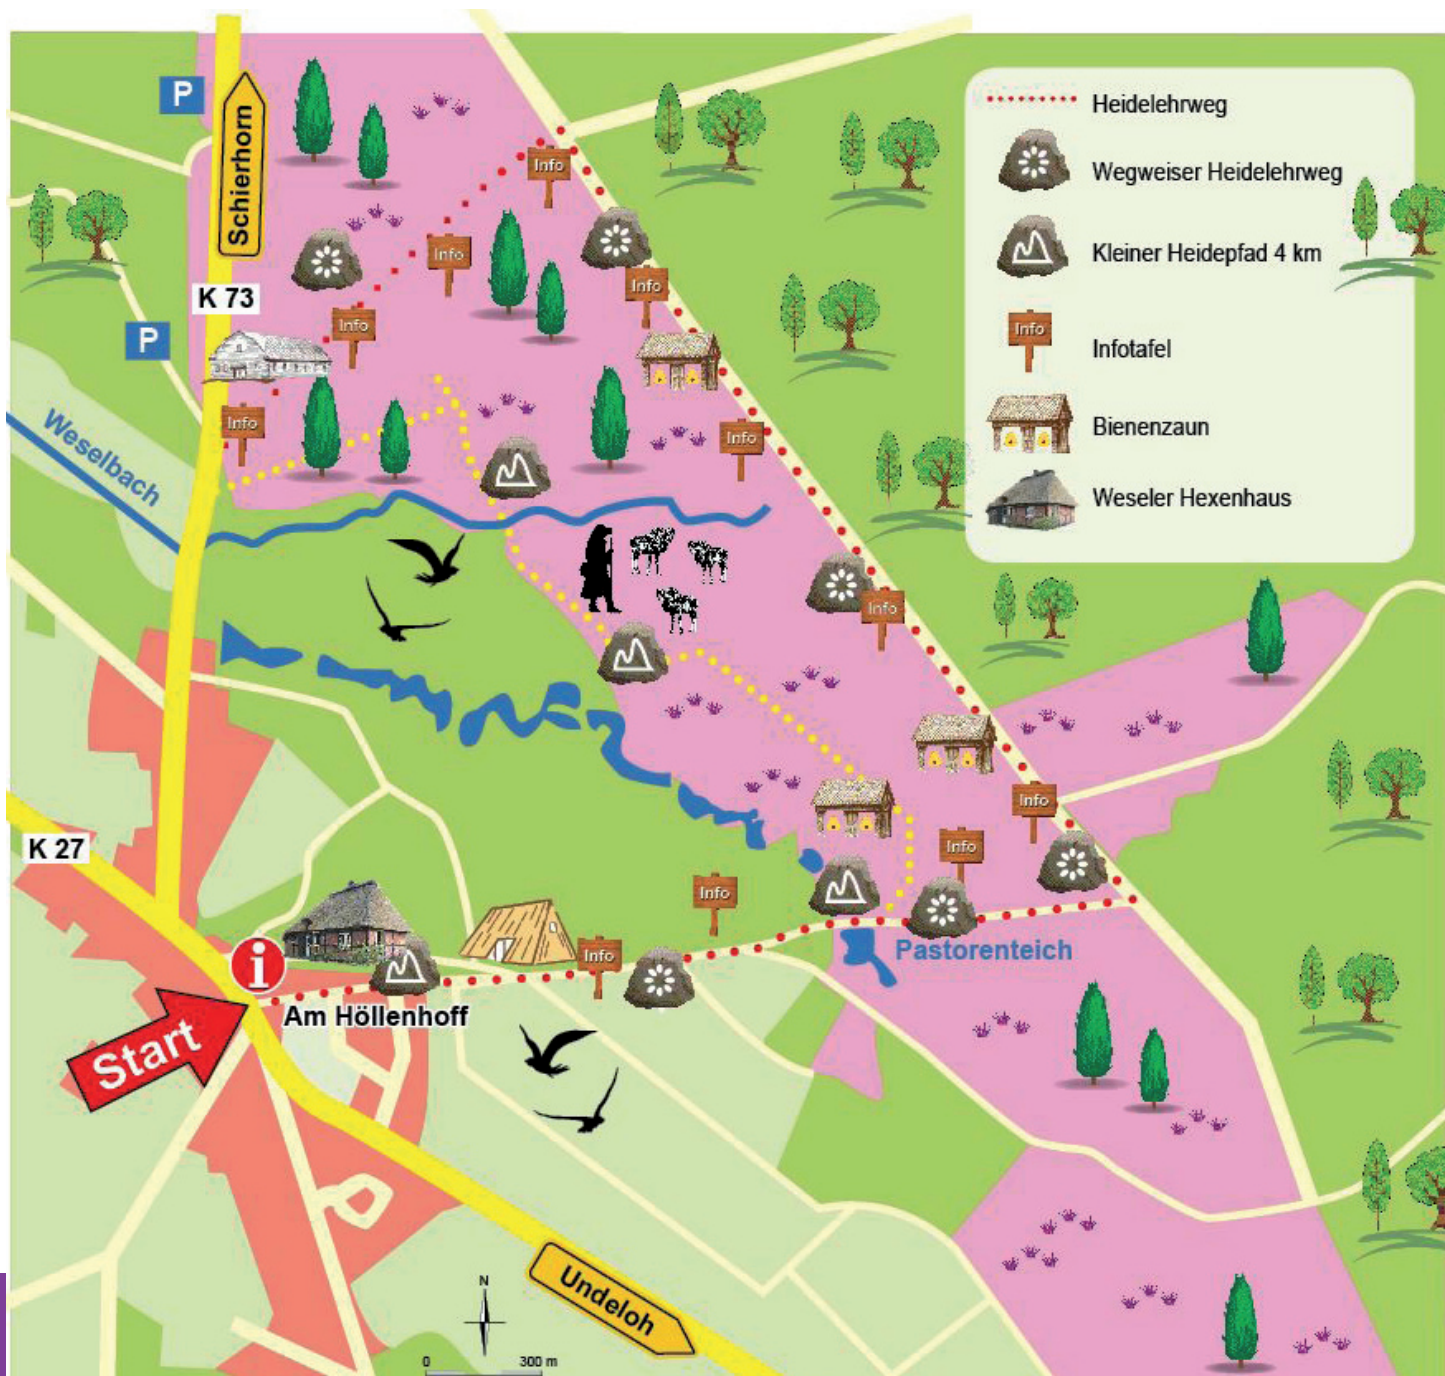 P
Schierhorn
K 73
P
Weselbach
Info
Info
Info
Info
Info
Info
Info
Info
Info
Info
Info
Heidelehrweg
Wegweiser Heidelehrweg
Kleiner Heidepfad 4 km
Info
Infotafel
Bienenzaun
Weseler Hexenhaus
K 27
i
Start
Am Höllenhoff
Pastorenteich
Undeloh
N
0
300 m